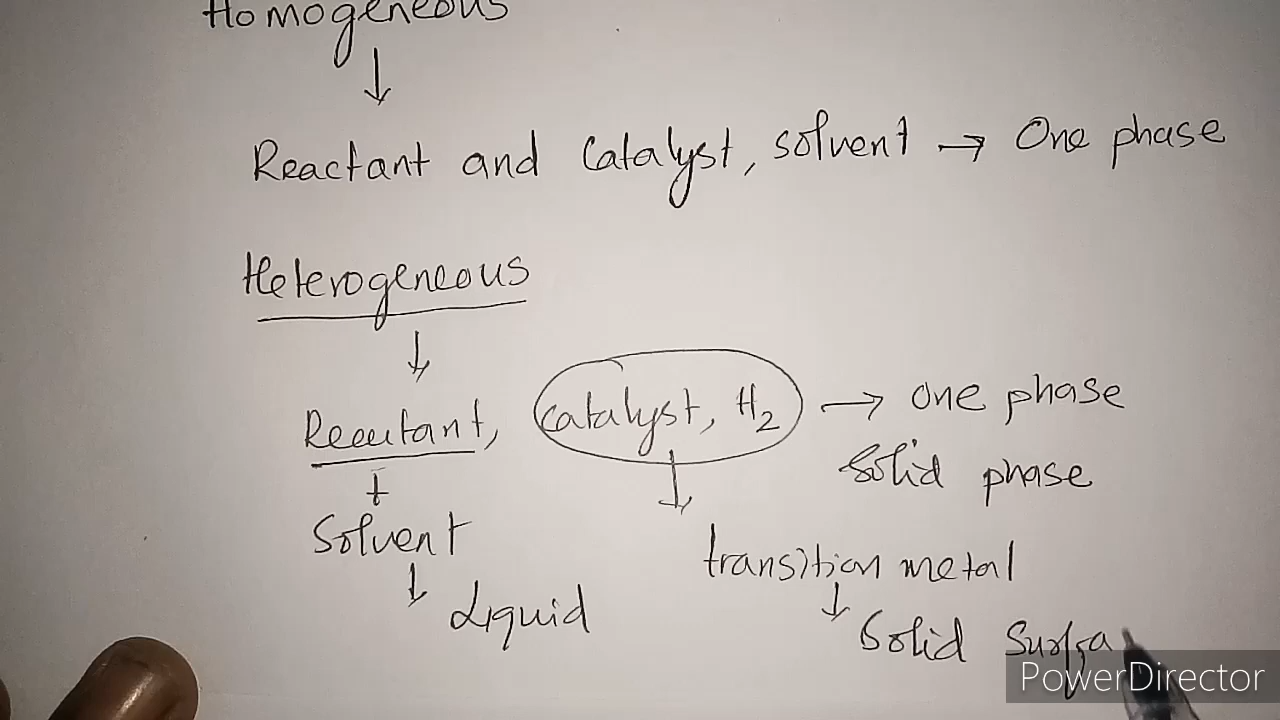 Homogeneous
↓
Reactant and Catalyst, solvent → One phase
Heterogeneous
↓
Reactant, Catalyst, H2 → One phase
+ Solid phase
Solvent ↓
↓ transition metal
Liquid ↓
Solid Surfa
PowerDirector